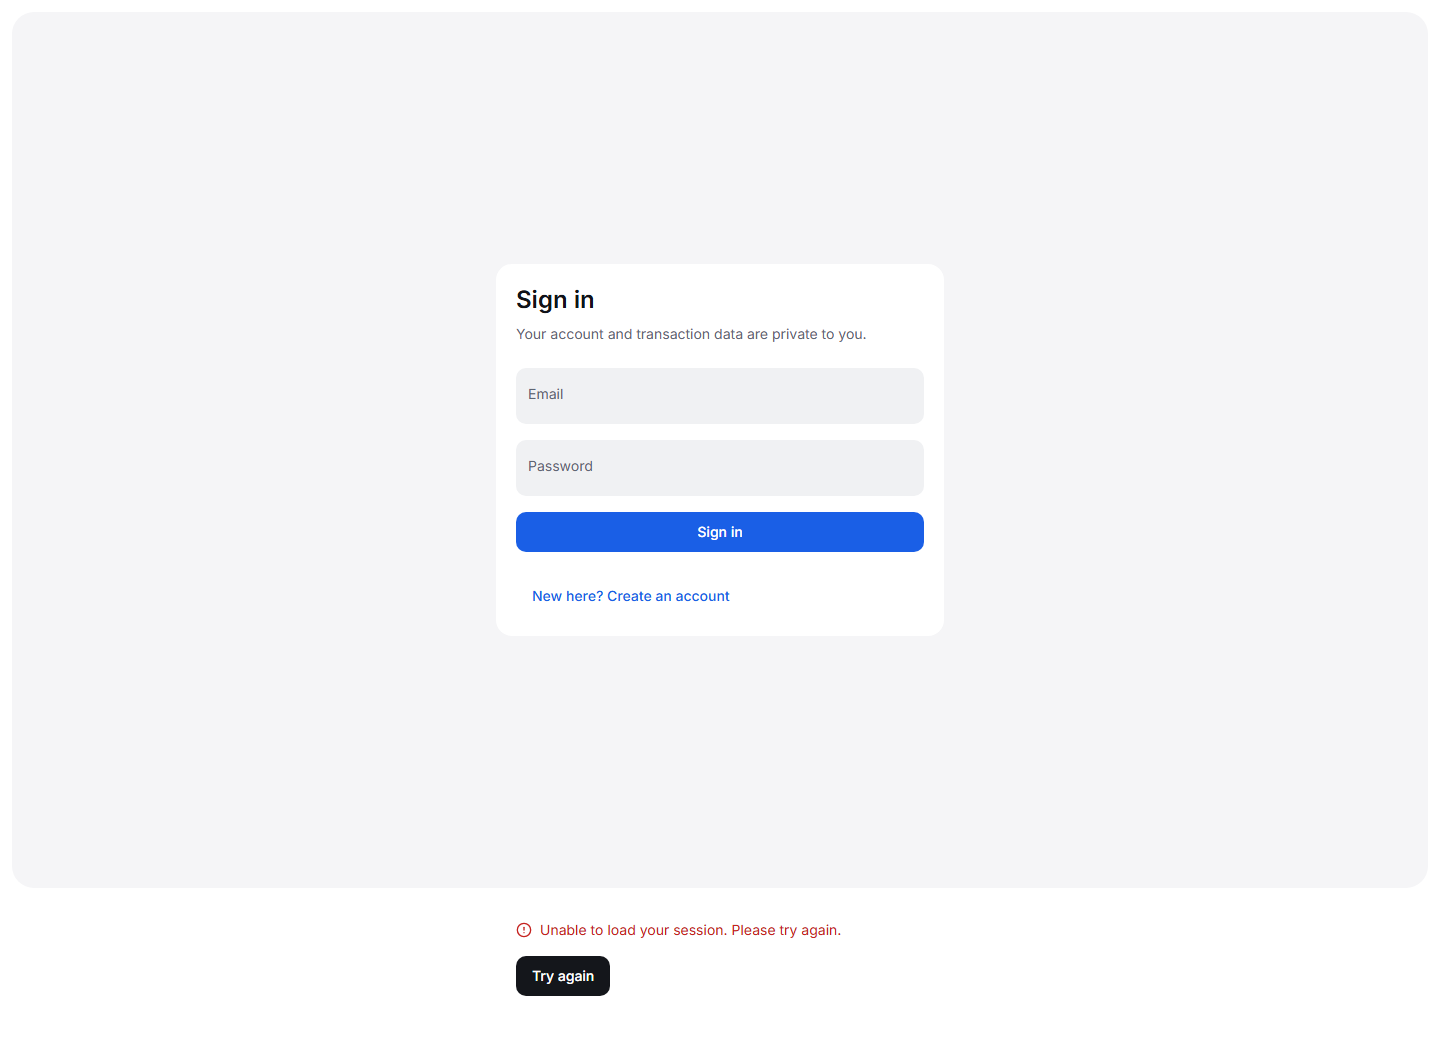 Sign in
Your account and transaction data are private to you.
Email
Password
Sign in
New here? Create an account
Unable to load your session. Please try again.
Try again